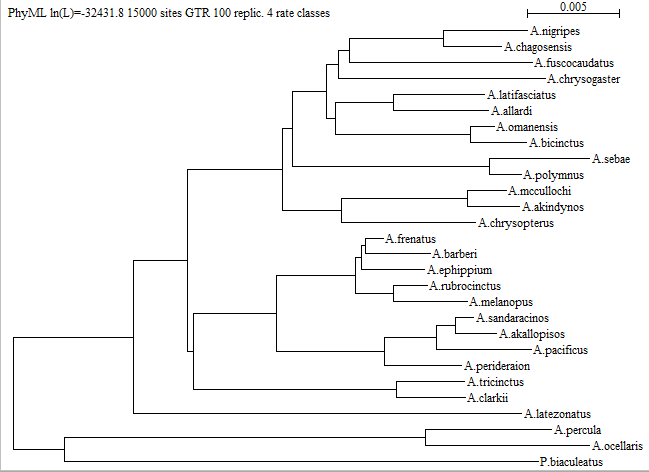 PhyML ln(L)=-32431.8 15000 sites GTR 100 replic. 4 rate classes
0.005
A.nigripes
A.chagosensis
A.fuscocaudatus
A.chrysogaster
A.latifasciatus
A.allardi
A.omanensis
A.bicinctus
A.sebae
A.polymnus
A.mccullochi
A.akindynos
A.chrysopterus
A.frenatus
A.barberi
A.ephippium
A.rubrocinctus
A.melanopus
A.sandaracinos
A.akallopisos
A.pacificus
A.perideraion
A.tricinctus
A.clarkii
A.latezonatus
A.percula
A.ocellaris
P.biaculeatus